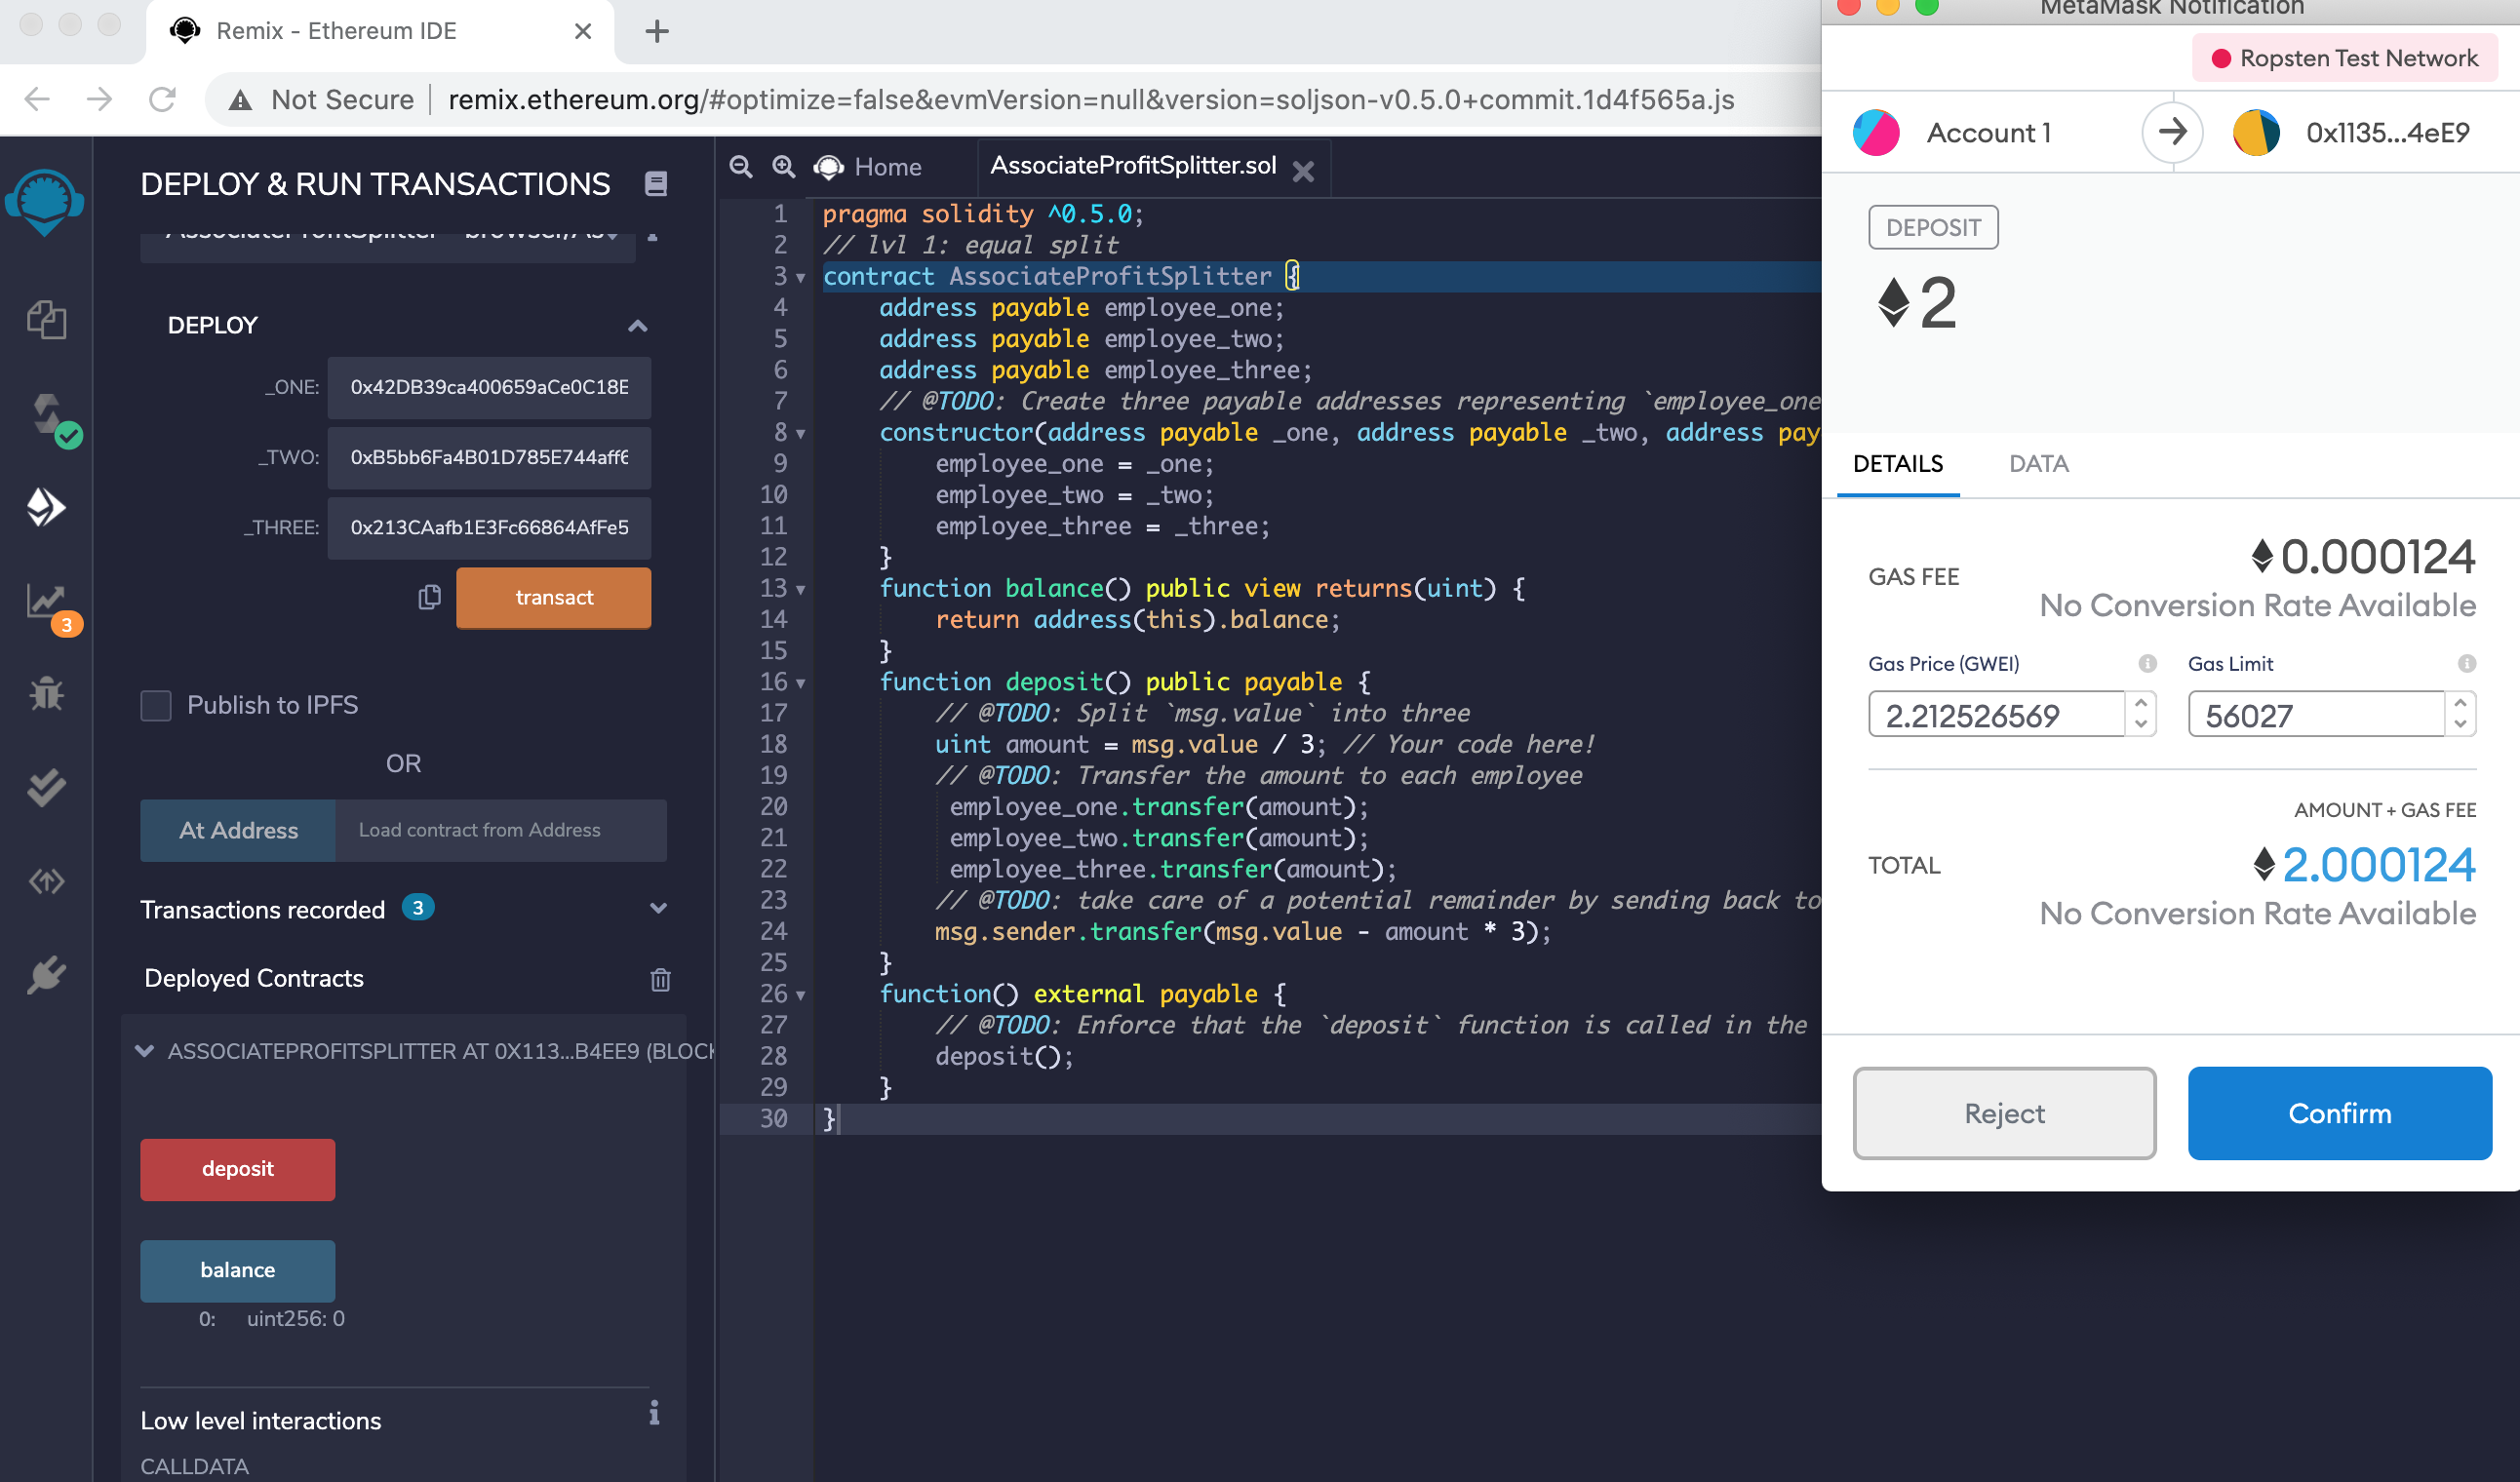 Remix - Ethereum IDE
Not Secure
remix.ethereum.org/#optimize=false&evmVersion=null&version=soljson-v0.5.0+commit.1d4f565a.js
DEPLOY & RUN TRANSACTIONS
AssociateProfitSplitter - browser/As
DEPLOY
_ONE:
0x42DB39ca400659aCe0C18E
_TWO:
0xB5bb6Fa4B01D785E744aff6
_THREE:
0x213CAafb1E3Fc66864AfFe5
transact
3
Publish to IPFS
OR
At Address
Load contract from Address
Transactions recorded 3
Deployed Contracts
ASSOCIATEPROFITSPLITTER AT 0X113...B4EE9 (BLOCK
deposit
balance
0: uint256: 0
Low level interactions
i
CALLDATA
Home
AssociateProfitSplitter.sol
1 pragma solidity ^0.5.0;
2 // lvl 1: equal split
3 contract AssociateProfitSplitter {
4 address payable employee_one;
5 address payable employee_two;
6 address payable employee_three;
7 // @TODO: Create three payable addresses representing `employee_one
8 constructor(address payable _one, address payable _two, address pay
9 employee_one = _one;
10 employee_two = _two;
11 employee_three = _three;
12 }
13 function balance() public view returns(uint) {
14 return address(this).balance;
15 }
16 function deposit() public payable {
17 // @TODO: Split `msg.value` into three
18 uint amount = msg.value / 3; // Your code here!
19 // @TODO: Transfer the amount to each employee
20 employee_one.transfer(amount);
21 employee_two.transfer(amount);
22 employee_three.transfer(amount);
23 // @TODO: take care of a potential remainder by sending back to
24 msg.sender.transfer(msg.value - amount * 3);
25 }
26 function() external payable {
27 // @TODO: Enforce that the `deposit` function is called in the
28 deposit();
29 }
30 }
MetaMask Notification
Ropsten Test Network
Account 1
0x1135...4eE9
DEPOSIT
2
DETAILS
DATA
GAS FEE
0.000124
No Conversion Rate Available
Gas Price (GWEI)
Gas Limit
2.212526569
56027
AMOUNT + GAS FEE
TOTAL
2.000124
No Conversion Rate Available
Reject
Confirm